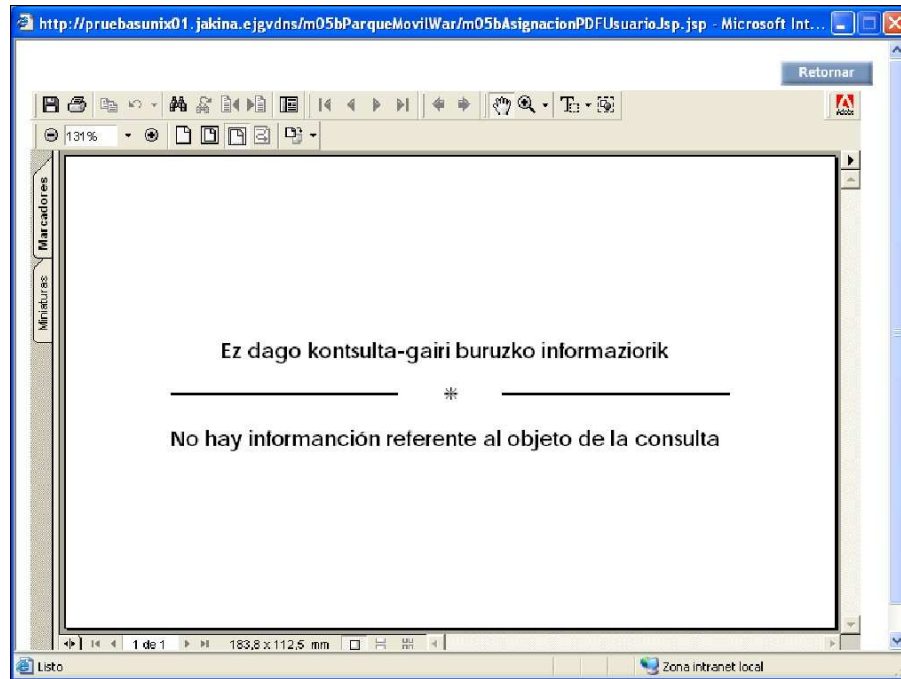 http://pruebasunix01.jakina.ejgvdns/m05bParqueMovilWar/m05bAsignacionPDFUsuarioJsp.jsp - Microsoft Int...
Retornar
Adobe
131%
Marcadores
Miniaturas
Ez dago kontsulta-gairi buruzko informaziorik
No hay informanción referente al objeto de la consulta
1 de 1 183,8 x 112,5 mm
Listo Zona intranet local